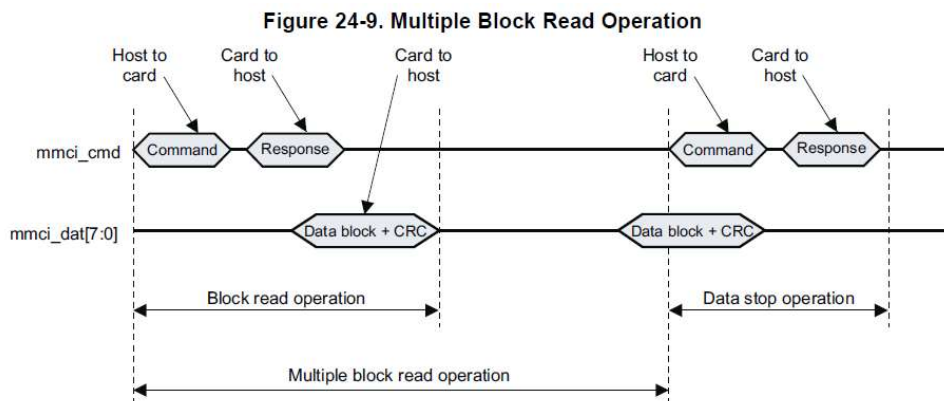 Figure 24-9. Multiple Block Read Operation
Host to
card
Card to
host
Card to
host
Host to
card
Card to
host
mmci_cmd
Command
Response
Command
Response
mmci_dat[7:0]
Data block + CRC
Data block + CRC
Block read operation
Data stop operation
Multiple block read operation